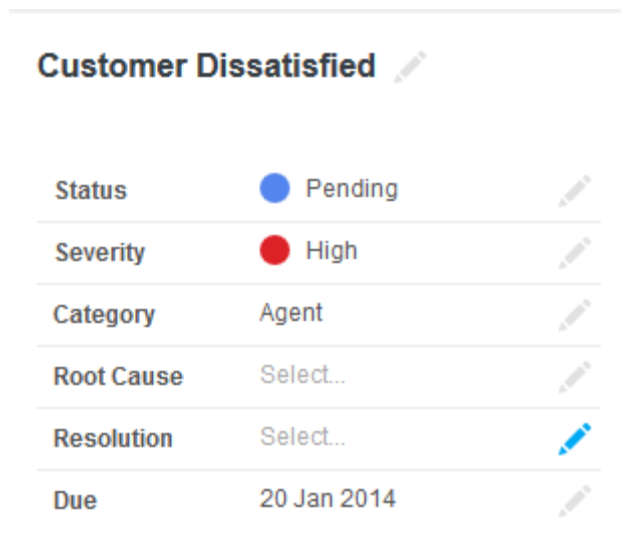 Customer Dissatisfied
Status Pending
Severity High
Category Agent
Root Cause Select...
Resolution Select...
Due 20 Jan 2014